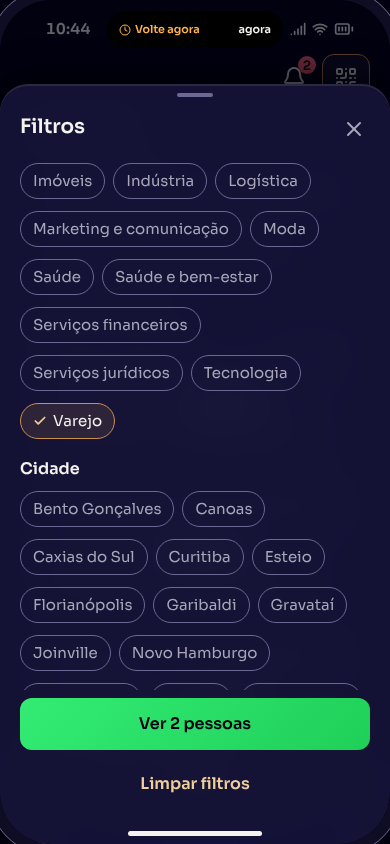 10:44 Volte agora agora
2
Filtros
Imóveis Indústria Logística
Marketing e comunicação Moda
Saúde Saúde e bem-estar
Serviços financeiros
Serviços jurídicos Tecnologia
Varejo
Cidade
Bento Gonçalves Canoas
Caxias do Sul Curitiba Esteio
Florianópolis Garibaldi Gravataí
Joinville Novo Hamburgo
Ver 2 pessoas
Limpar filtros